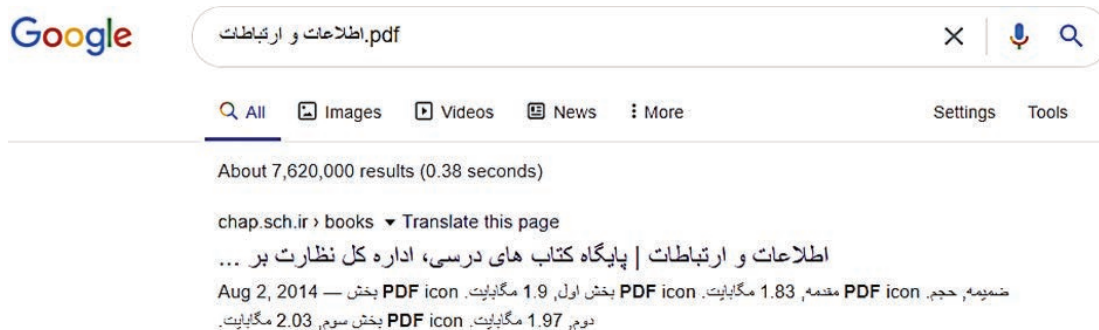 Google
اطلاعات و ارتباطات.pdf
All Images Videos News More Settings Tools
About 7,620,000 results (0.38 seconds)
chap.sch.ir › books Translate this page
اطلاعات و ارتباطات | پایگاه کتاب های درسی، اداره کل نظارت بر ...
Aug 2, 2014 — ضمیمه, حجم. PDF icon مقدمه, 1.83 مگابایت. PDF icon بخش اول, 1.9 مگابایت. PDF icon بخش
دوم, 1.97 مگابایت. PDF icon بخش سوم, 2.03 مگابایت.